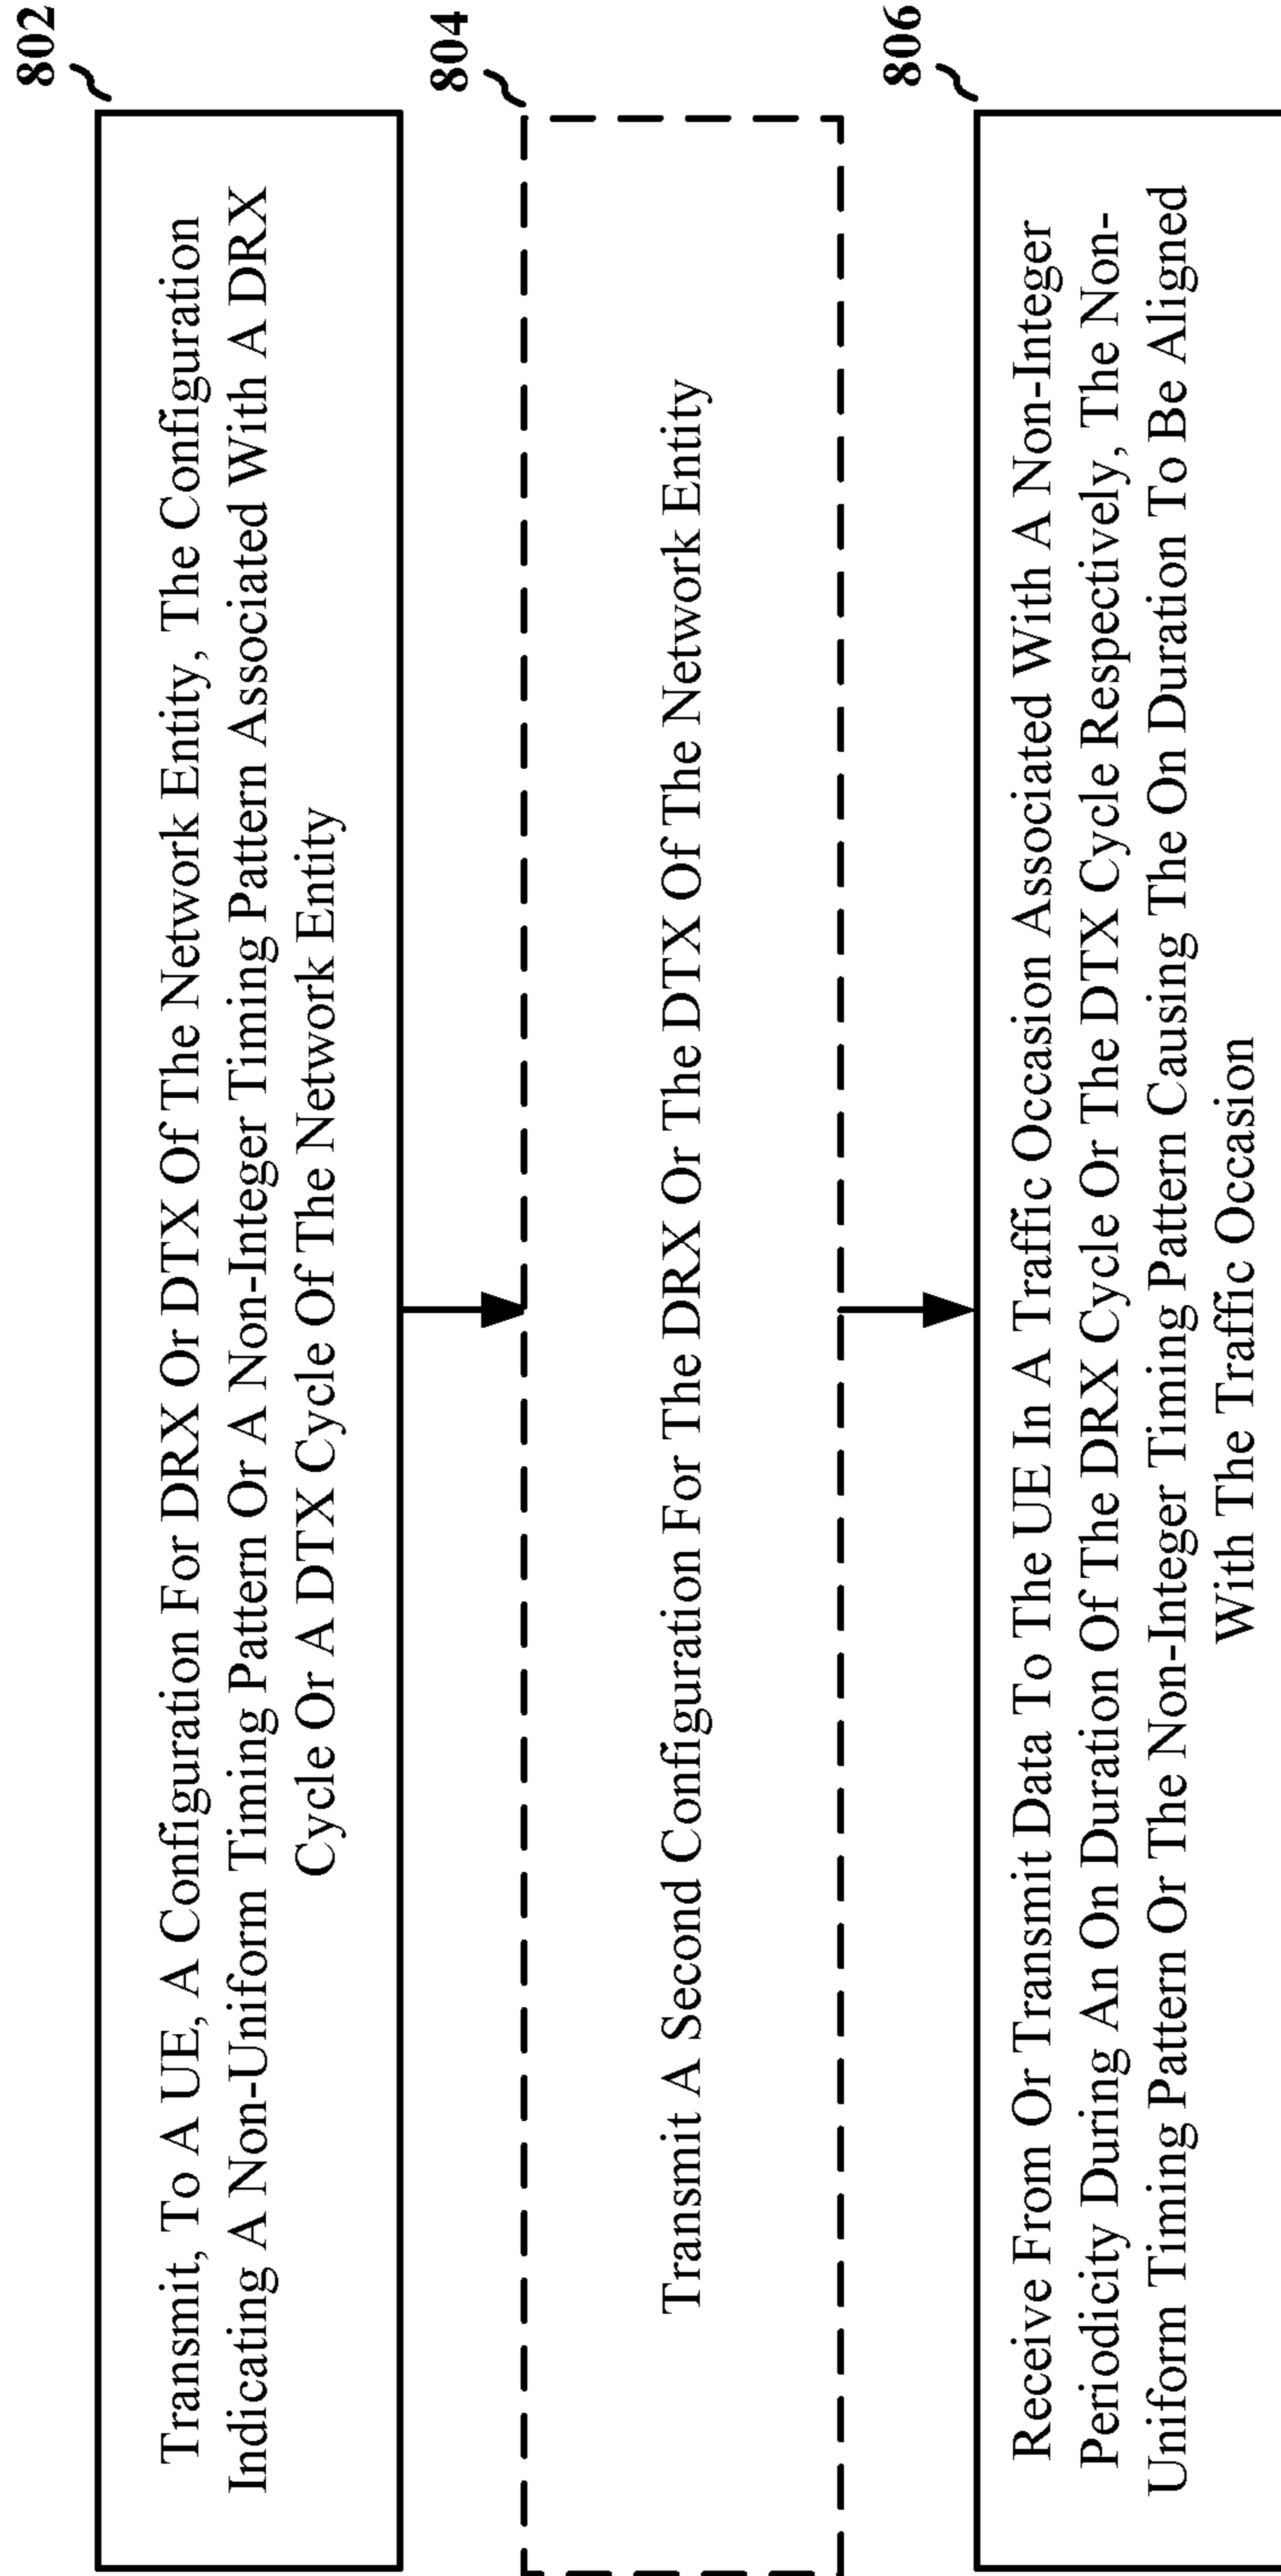 802
Transmit, To A UE, A Configuration For DRX Or DTX Of The Network Entity, The Configuration
Indicating A Non-Uniform Timing Pattern Or A Non-Integer Timing Pattern Associated With A DRX
Cycle Or A DTX Cycle Of The Network Entity
804
Transmit A Second Configuration For The DRX Or The DTX Of The Network Entity
806
Receive From Or Transmit Data To The UE In A Traffic Occasion Associated With A Non-Integer
Periodicity During An On Duration Of The DRX Cycle Or The DTX Cycle Respectively, The Non-
Uniform Timing Pattern Or The Non-Integer Timing Pattern Causing The On Duration To Be Aligned
With The Traffic Occasion